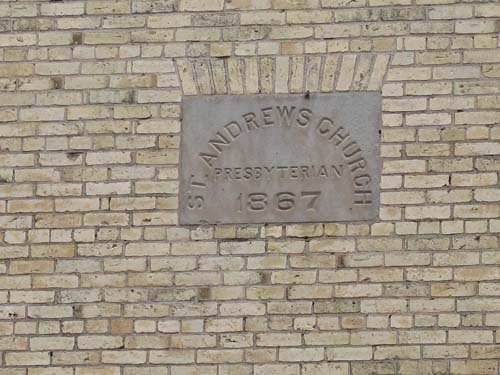 ST. ANDREWS CHURCH
PRESBYTERIAN
1867